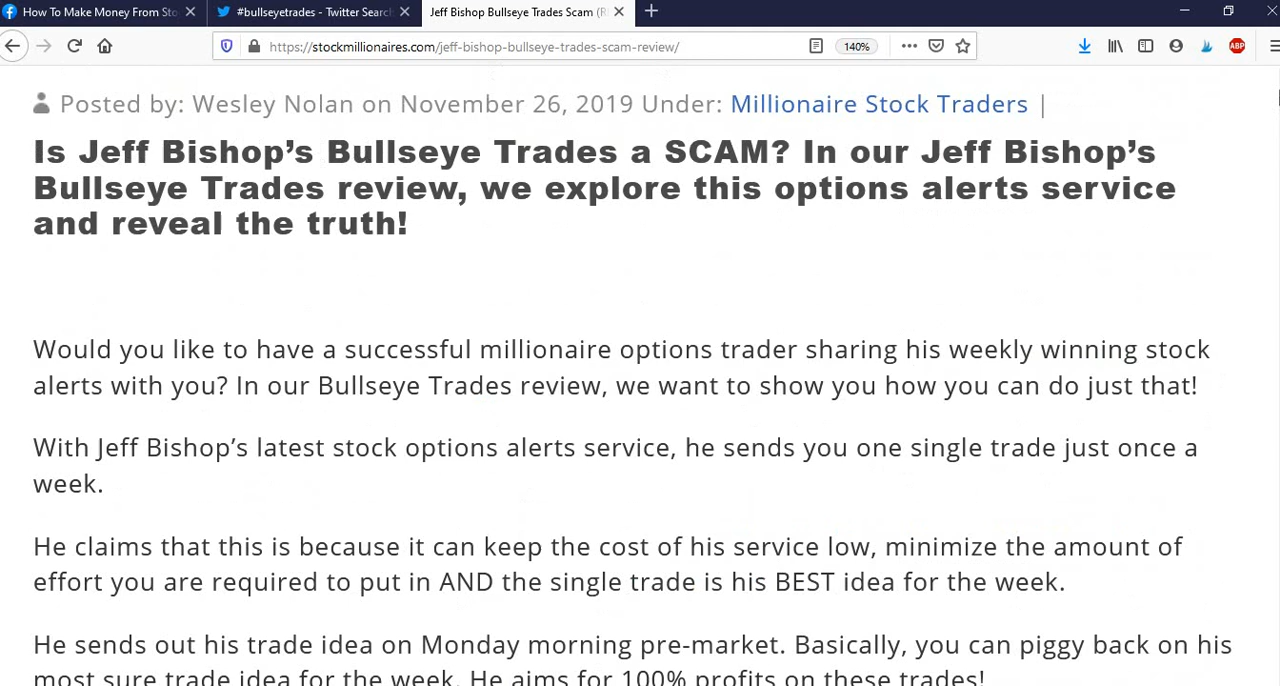 How To Make Money From Sto
#bullseyetrades - Twitter Searc
Jeff Bishop Bullseye Trades Scam (R
https://stockmillionaires.com/jeff-bishop-bullseye-trades-scam-review/
140%
ABP
Posted by: Wesley Nolan on November 26, 2019 Under: Millionaire Stock Traders |
Is Jeff Bishop’s Bullseye Trades a SCAM? In our Jeff Bishop’s
Bullseye Trades review, we explore this options alerts service
and reveal the truth!
Would you like to have a successful millionaire options trader sharing his weekly winning stock
alerts with you? In our Bullseye Trades review, we want to show you how you can do just that!
With Jeff Bishop’s latest stock options alerts service, he sends you one single trade just once a
week.
He claims that this is because it can keep the cost of his service low, minimize the amount of
effort you are required to put in AND the single trade is his BEST idea for the week.
He sends out his trade idea on Monday morning pre-market. Basically, you can piggy back on his
most sure trade idea for the week. He aims for 100% profits on these trades!